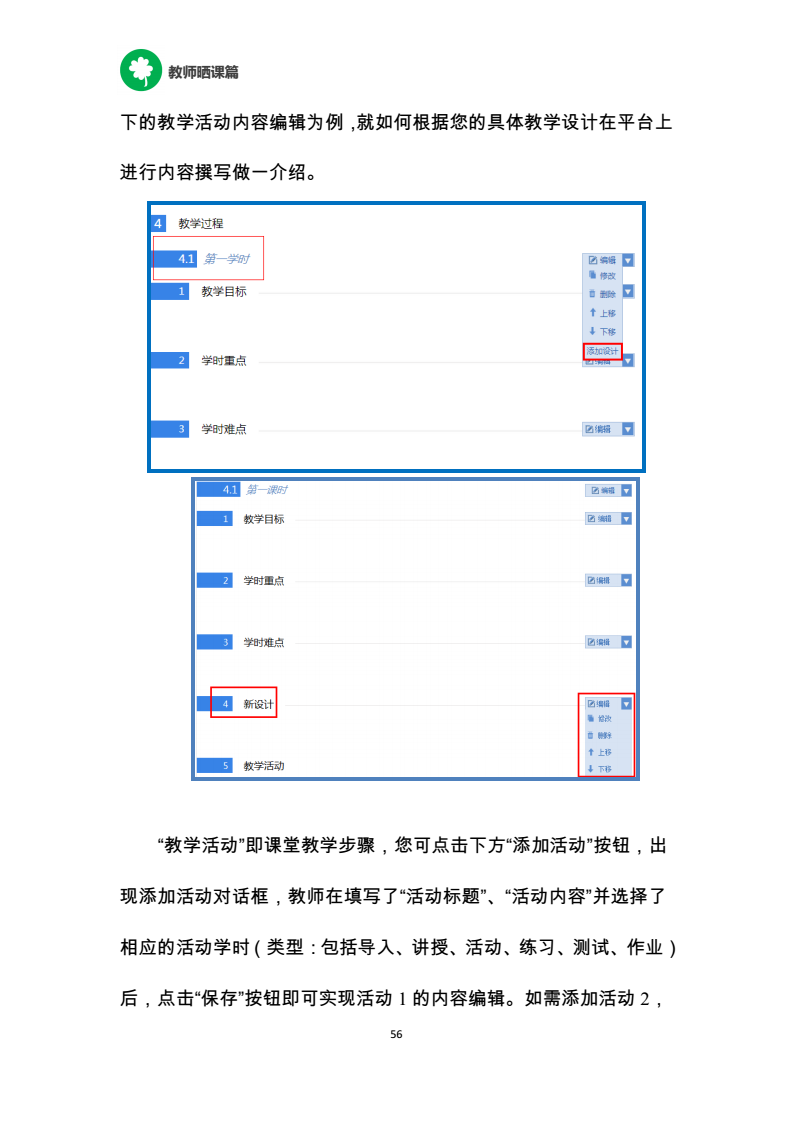 教师晒课篇
下的教学活动内容编辑为例，就如何根据您的具体教学设计在平台上
进行内容撰写做一介绍。
4 教学过程
4.1 第一学时
编辑
修改
1 教学目标
删除
上移
下移
添加设计
2 学时重点
编辑
3 学时难点
编辑
4.1 第一课时
编辑
1 教学目标
编辑
2 学时重点
编辑
3 学时难点
编辑
4 新设计
编辑
修改
删除
上移
5 教学活动
下移
“教学活动”即课堂教学步骤，您可点击下方“添加活动”按钮，出
现添加活动对话框，教师在填写了“活动标题”、“活动内容”并选择了
相应的活动学时（类型：包括导入、讲授、活动、练习、测试、作业）
后，点击“保存”按钮即可实现活动 1 的内容编辑。如需添加活动 2，
56